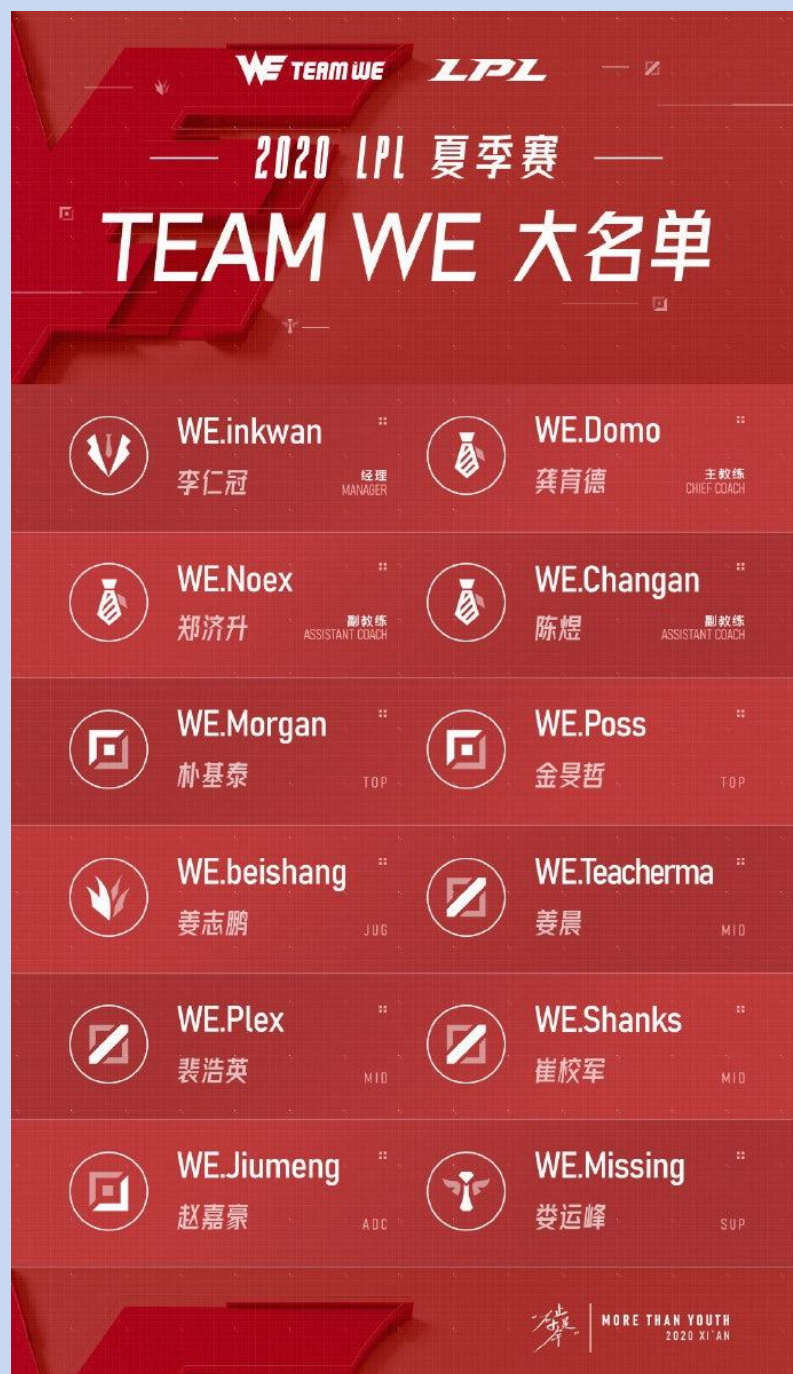 WE TEAM WE LPL
2020 LPL 夏季赛
TEAM WE 大名单
WE.inkwan
李仁冠
经理
MANAGER
WE.Domo
龚育德
主教练
CHIEF COACH
WE.Noex
郑济升
副教练
ASSISTANT COACH
WE.Changan
陈煜
副教练
ASSISTANT COACH
WE.Morgan
朴基泰
TOP
WE.Poss
金旻哲
TOP
WE.beishang
姜志鹏
JUG
WE.Teacherma
姜晨
MID
WE.Plex
裴浩英
MID
WE.Shanks
崔校军
MID
WE.Jiumeng
赵嘉豪
ADC
WE.Missing
娄运峰
SUP
MORE THAN YOUTH
2020 XI'AN